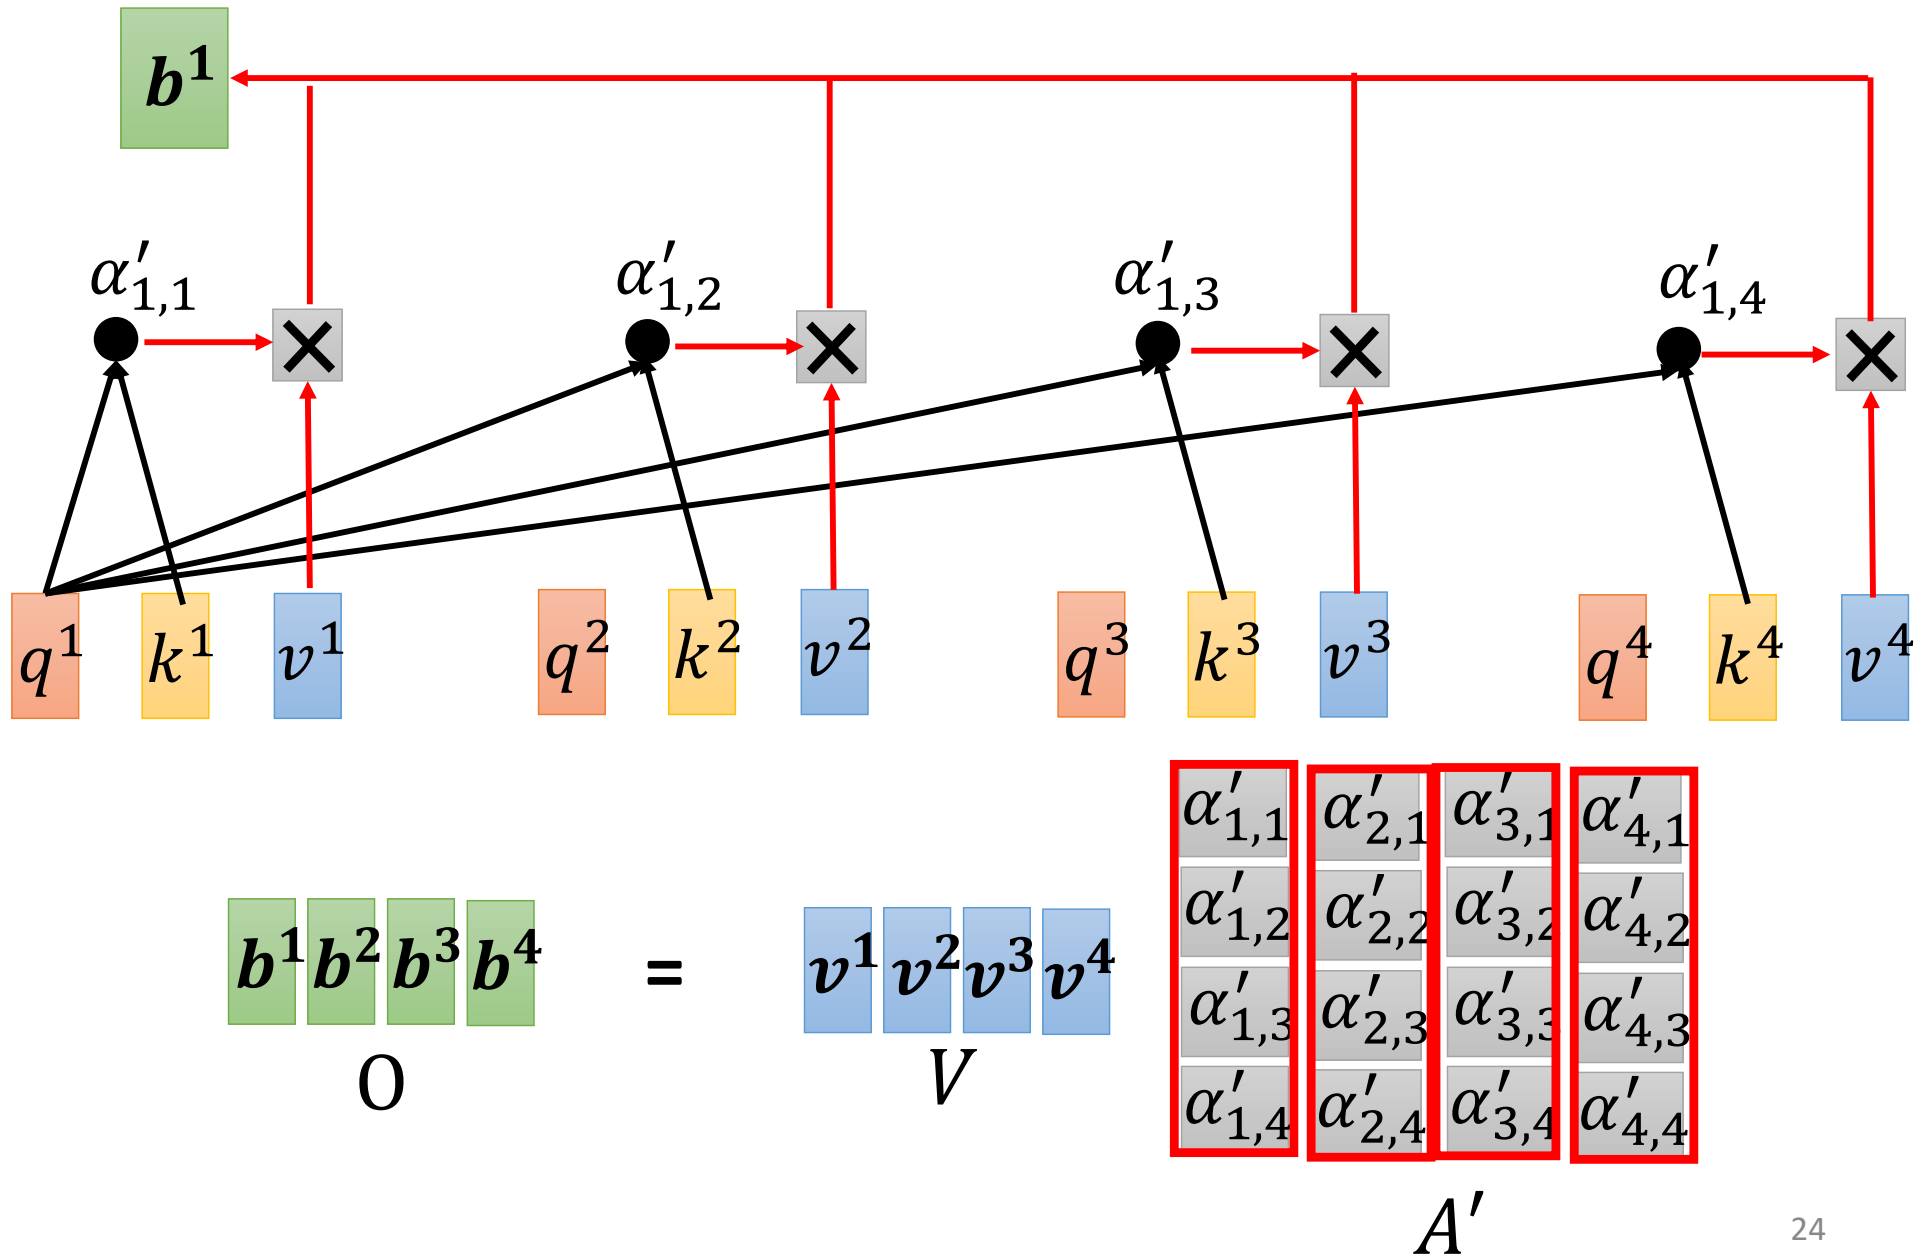 b¹
α′₁,₁ α′₁,₂ α′₁,₃ α′₁,₄
× × × ×
q¹ k¹ v¹ q² k² v² q³ k³ v³ q⁴ k⁴ v⁴
α′₁,₁ α′₂,₁ α′₃,₁ α′₄,₁
α′₁,₂ α′₂,₂ α′₃,₂ α′₄,₂
b¹ b² b³ b⁴ = v¹ v² v³ v⁴
α′₁,₃ α′₂,₃ α′₃,₃ α′₄,₃
α′₁,₄ α′₂,₄ α′₃,₄ α′₄,₄
O V
A′
24